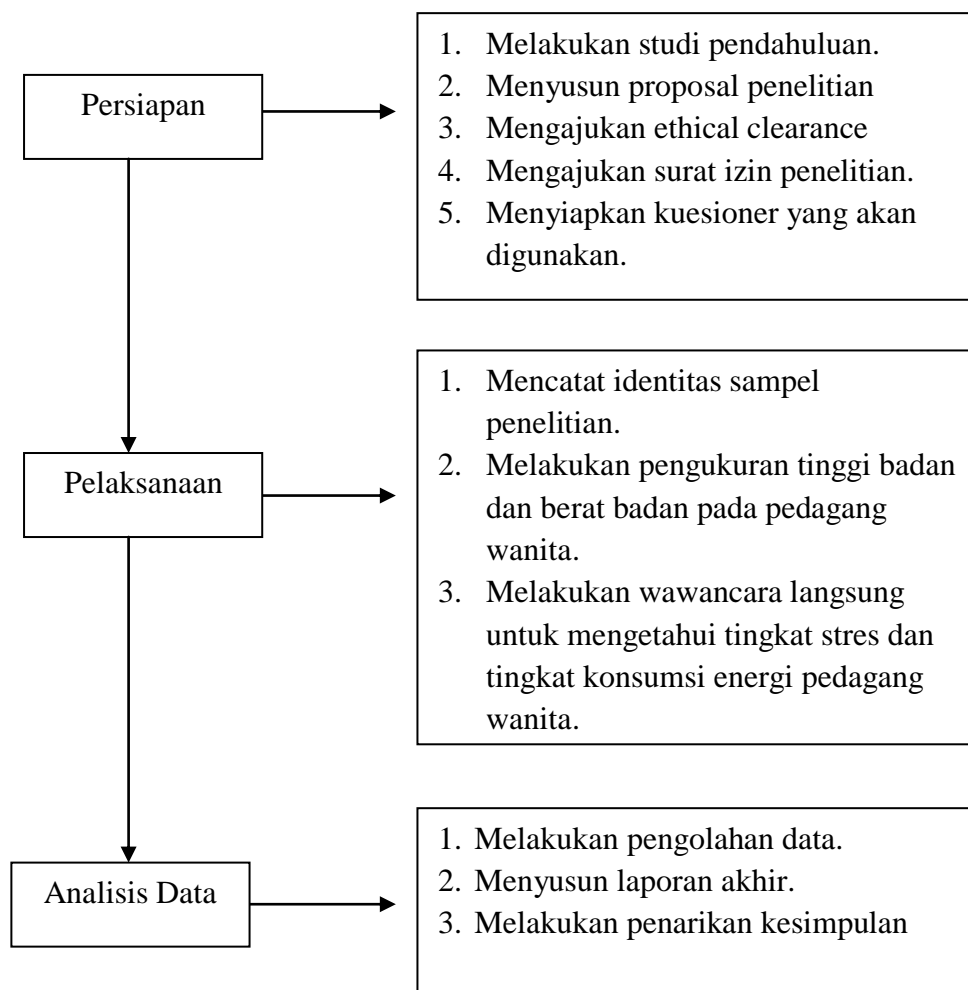 Persiapan
1. Melakukan studi pendahuluan.
2. Menyusun proposal penelitian
3. Mengajukan ethical clearance
4. Mengajukan surat izin penelitian.
5. Menyiapkan kuesioner yang akan
digunakan.
Pelaksanaan
1. Mencatat identitas sampel
penelitian.
2. Melakukan pengukuran tinggi badan
dan berat badan pada pedagang
wanita.
3. Melakukan wawancara langsung
untuk mengetahui tingkat stres dan
tingkat konsumsi energi pedagang
wanita.
Analisis Data
1. Melakukan pengolahan data.
2. Menyusun laporan akhir.
3. Melakukan penarikan kesimpulan